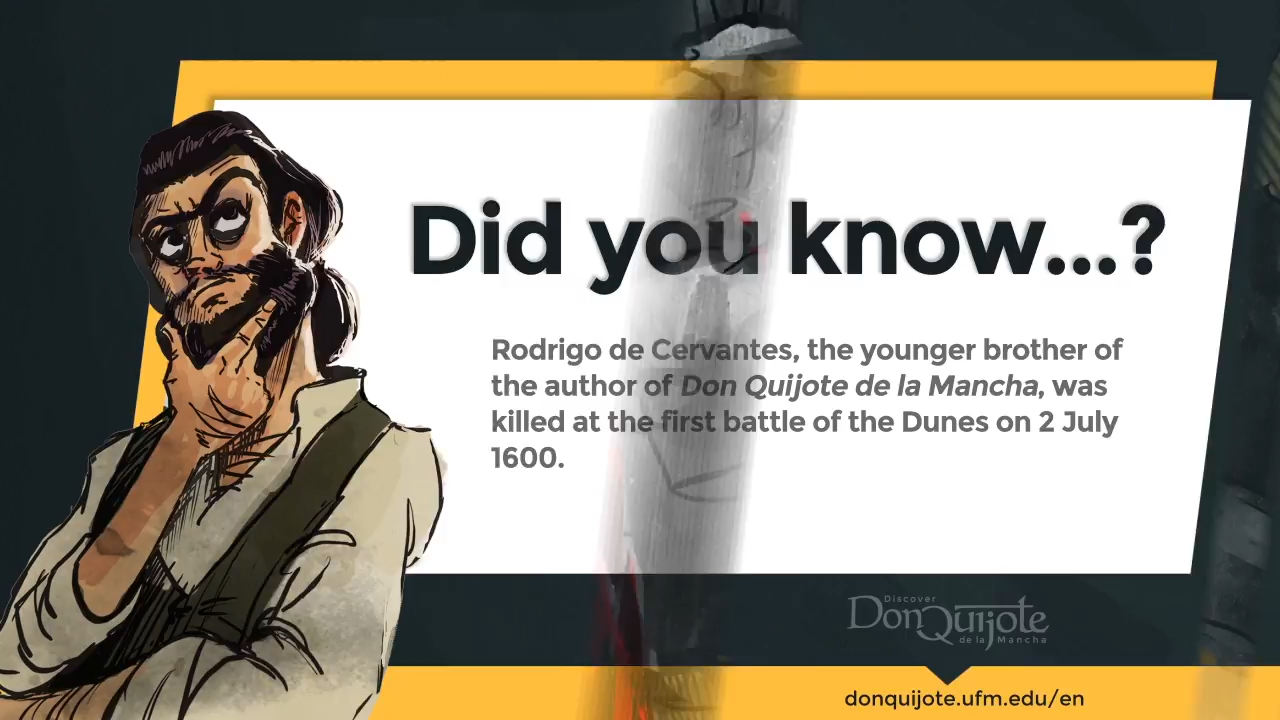 Did you know...?
Rodrigo de Cervantes, the younger brother of
the author of Don Quijote de la Mancha, was
killed at the first battle of the Dunes on 2 July
1600.
Discover
Don Quijote
de la Mancha
donquijote.ufm.edu/en